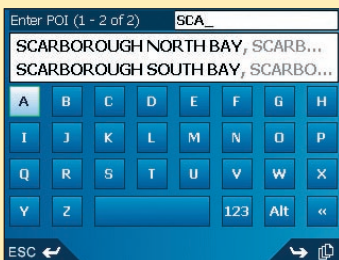 Enter POI (1 - 2 of 2) SCA_
SCARBOROUGH NORTH BAY, SCARB...
SCARBOROUGH SOUTH BAY, SCARBO...
A B C D E F G H
I J K L M N O P
Q R S T U V W X
Y Z 123 Alt «
ESC